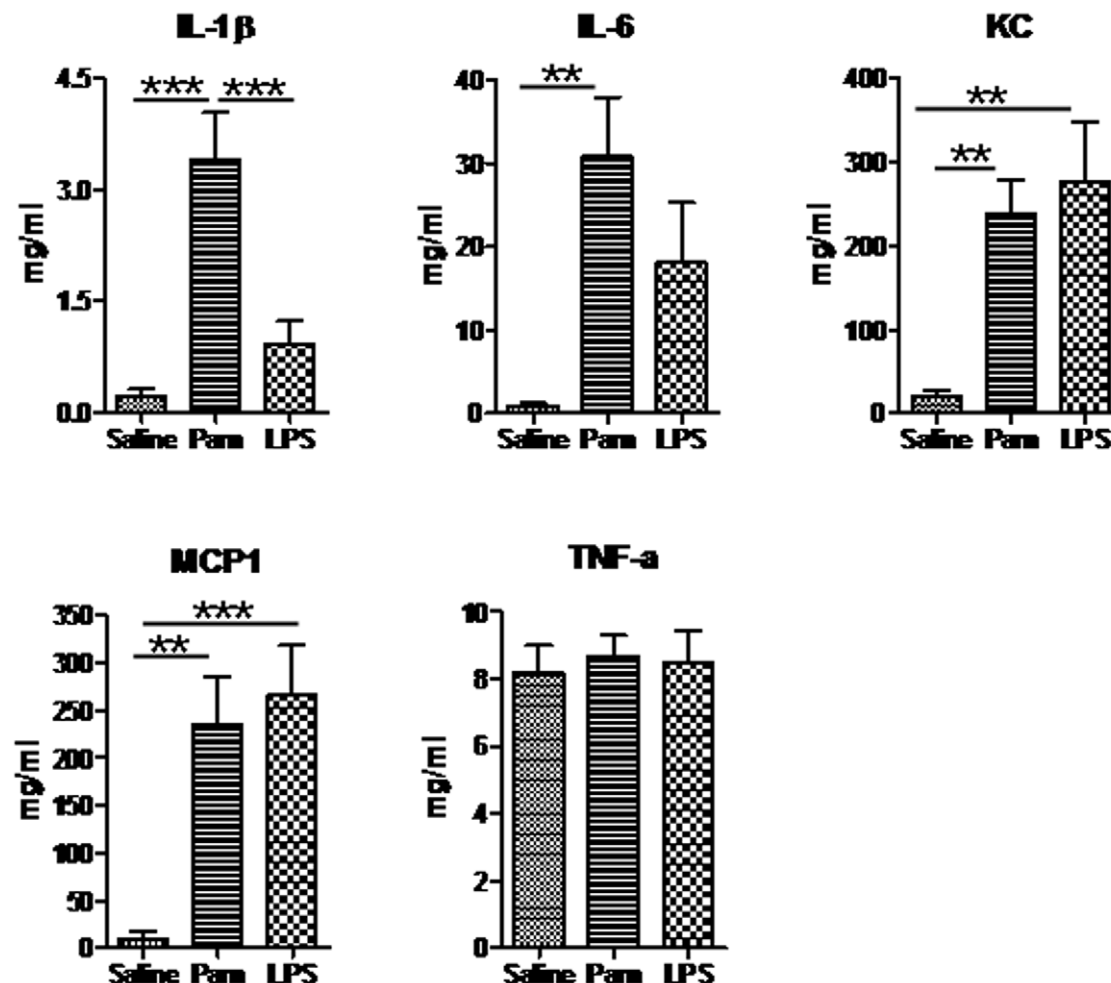 IL-1β
***
***
4.5
3.0
1.5
0.0
mg/ml
Saline Pam LPS
IL-6
**
40
30
20
10
0
mg/ml
Saline Pam LPS
KC
**
**
400
300
200
100
0
mg/ml
Saline Pam LPS
MCP1
***
**
350
300
250
200
150
100
50
0
mg/ml
Saline Pam LPS
TNF-a
10
8
6
4
2
0
mg/ml
Saline Pam LPS